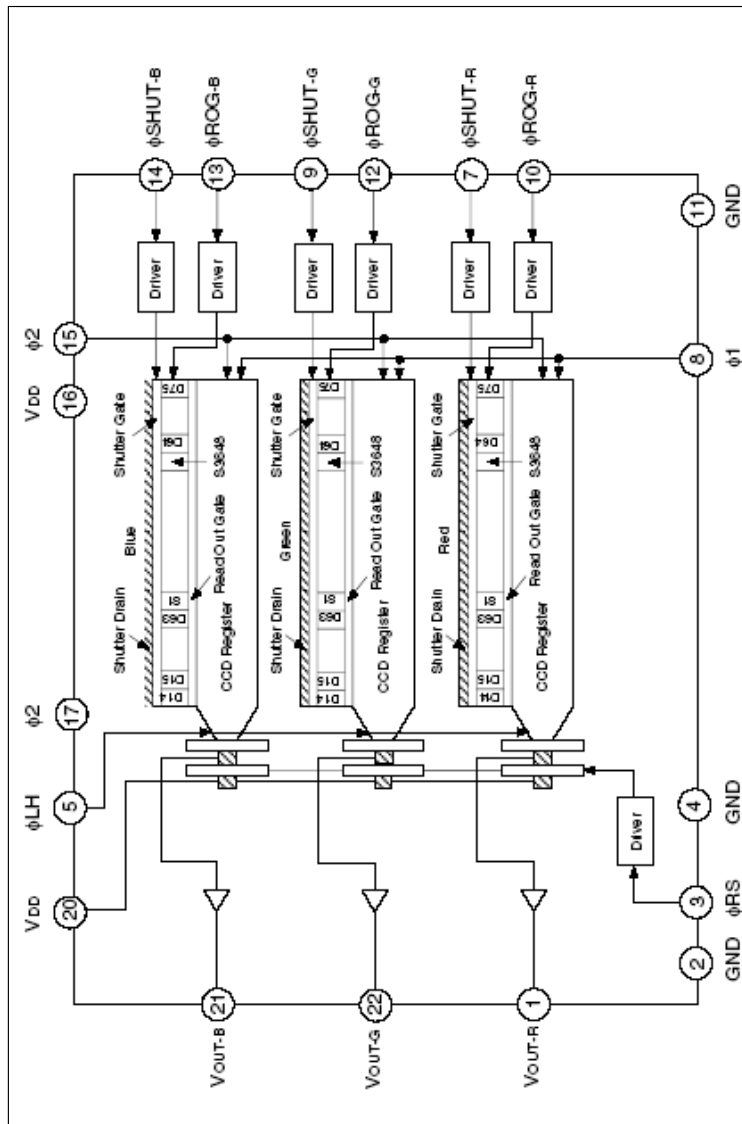 φSHUT-B
φROG-B
φSHUT-G
φROG-G
φSHUT-R
φROG-R
14
13
9
12
7
10
11
GND
Driver
Driver
Driver
Driver
Driver
Driver
φ2
15
8
φ1
VDD
16
D75
D75
D75
Shutter Gate
Shutter Gate
Shutter Gate
D64
D64
D64
S3648
S3648
S3648
Blue
Green
Red
Read Out Gate
Read Out Gate
Read Out Gate
S1
S1
S1
D63
D63
D63
Shutter Drain
Shutter Drain
Shutter Drain
CCD Register
CCD Register
CCD Register
D15
D15
D15
D14
D14
D14
φ2
17
φLH
5
4
GND
Driver
VDD
20
3
φRS
2
GND
21
22
1
VOUT-B
VOUT-G
VOUT-R